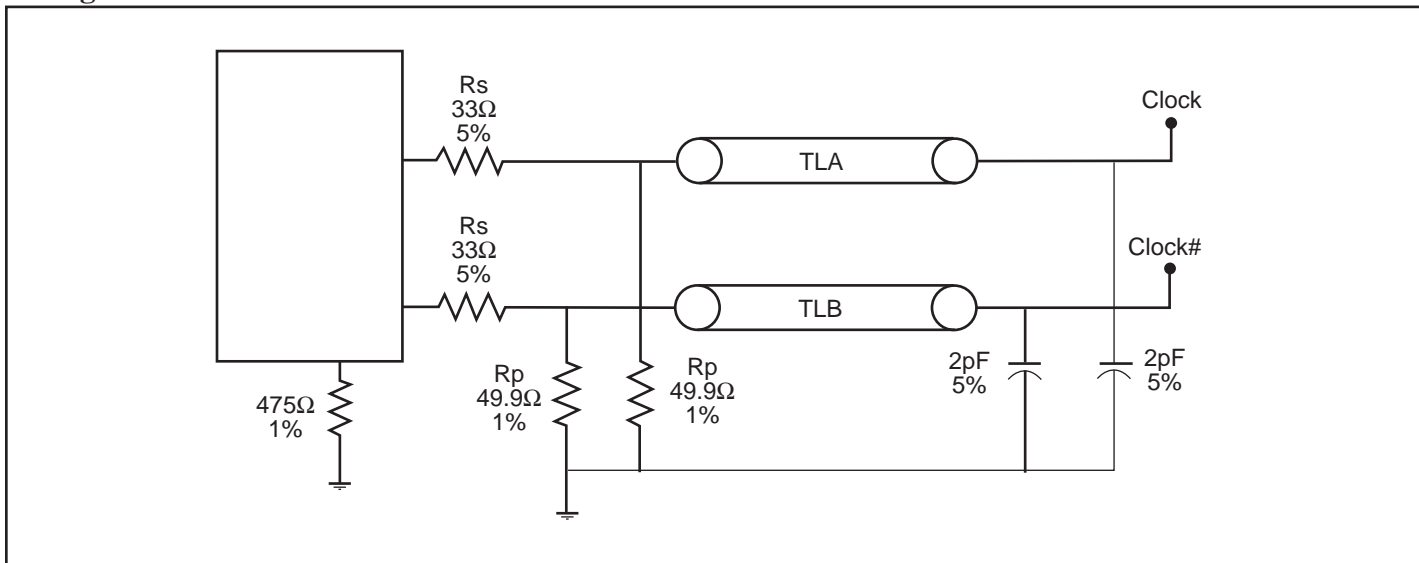 Rs
33Ω
5%
TLA
Clock
Rs
33Ω
5%
TLB
Clock#
475Ω
1%
Rp
49.9Ω
1%
Rp
49.9Ω
1%
2pF
5%
2pF
5%